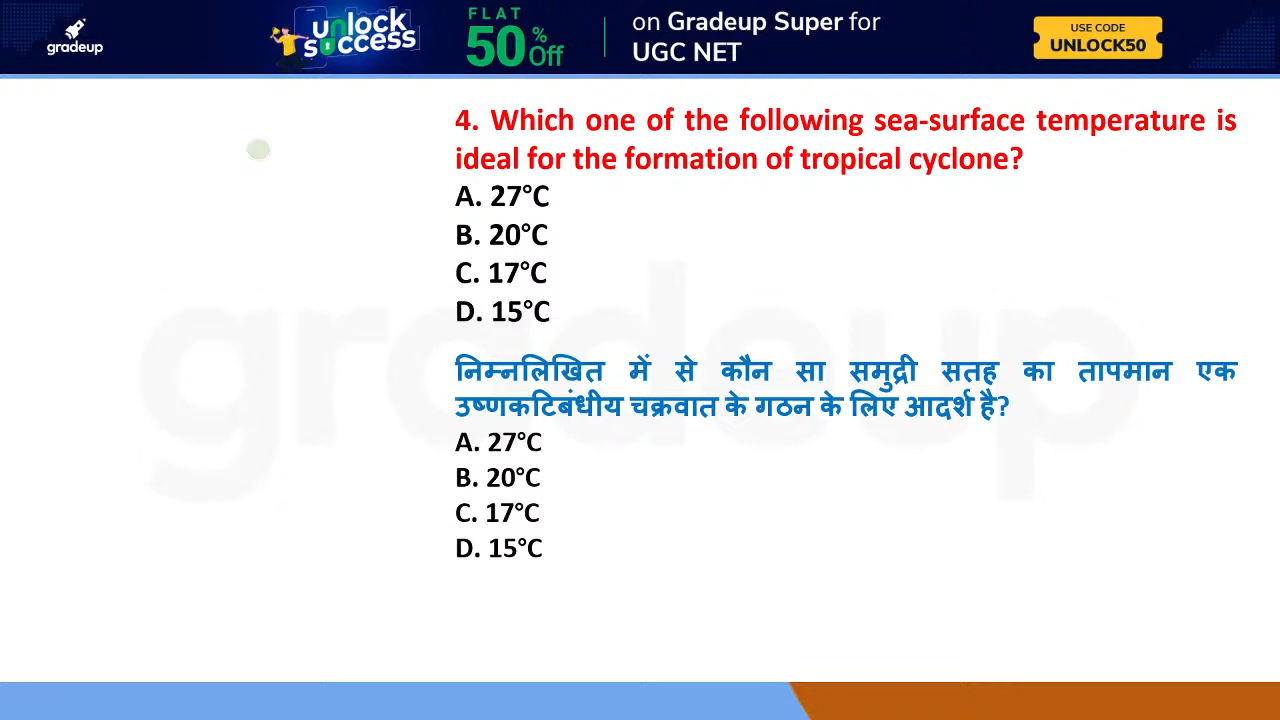 gradeup
unlock
success
FLAT
50% Off
on Gradeup Super for
UGC NET
USE CODE
UNLOCK50
4. Which one of the following sea-surface temperature is
ideal for the formation of tropical cyclone?
A. 27°C
B. 20°C
C. 17°C
D. 15°C
निम्नलिखित में से कौन सा समुद्री सतह का तापमान एक
उष्णकटिबंधीय चक्रवात के गठन के लिए आदर्श है?
A. 27°C
B. 20°C
C. 17°C
D. 15°C
gradeup